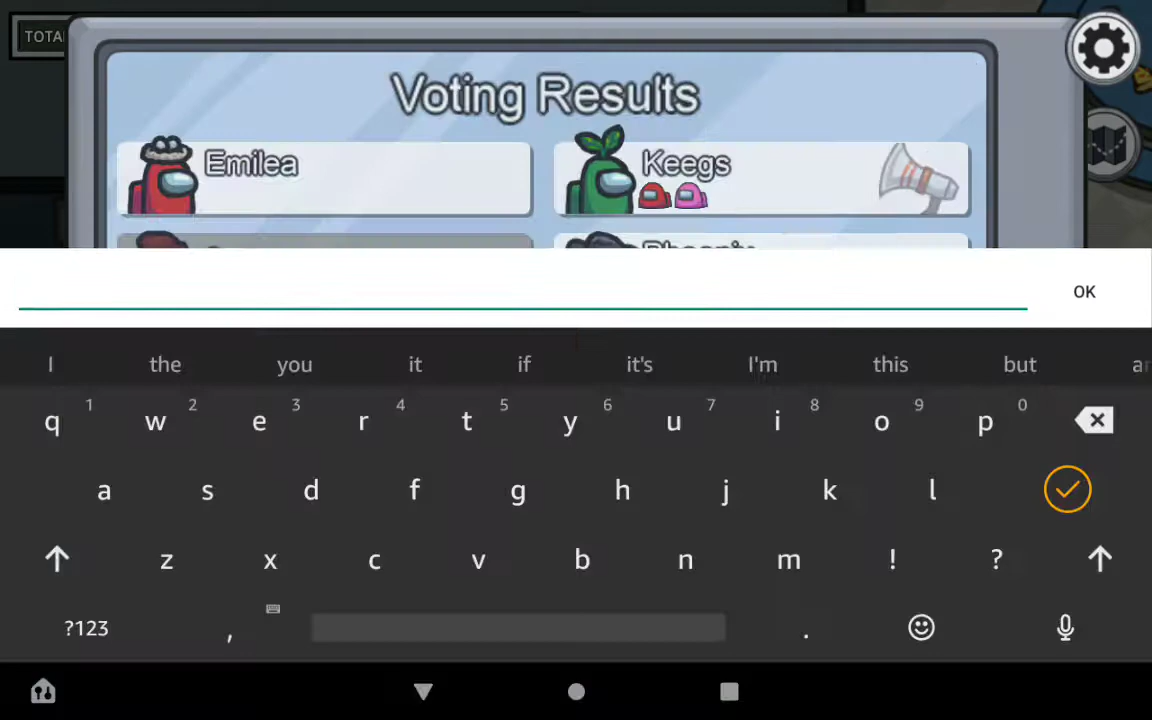 TOTA
Voting Results
Emilea
Keegs
Phoenix
OK
I the you it if it's I'm this but
1 2 3 4 5 6 7 8 9 0
q w e r t y u i o p
a s d f g h j k l
z x c v b n m ! ?
?123 , .